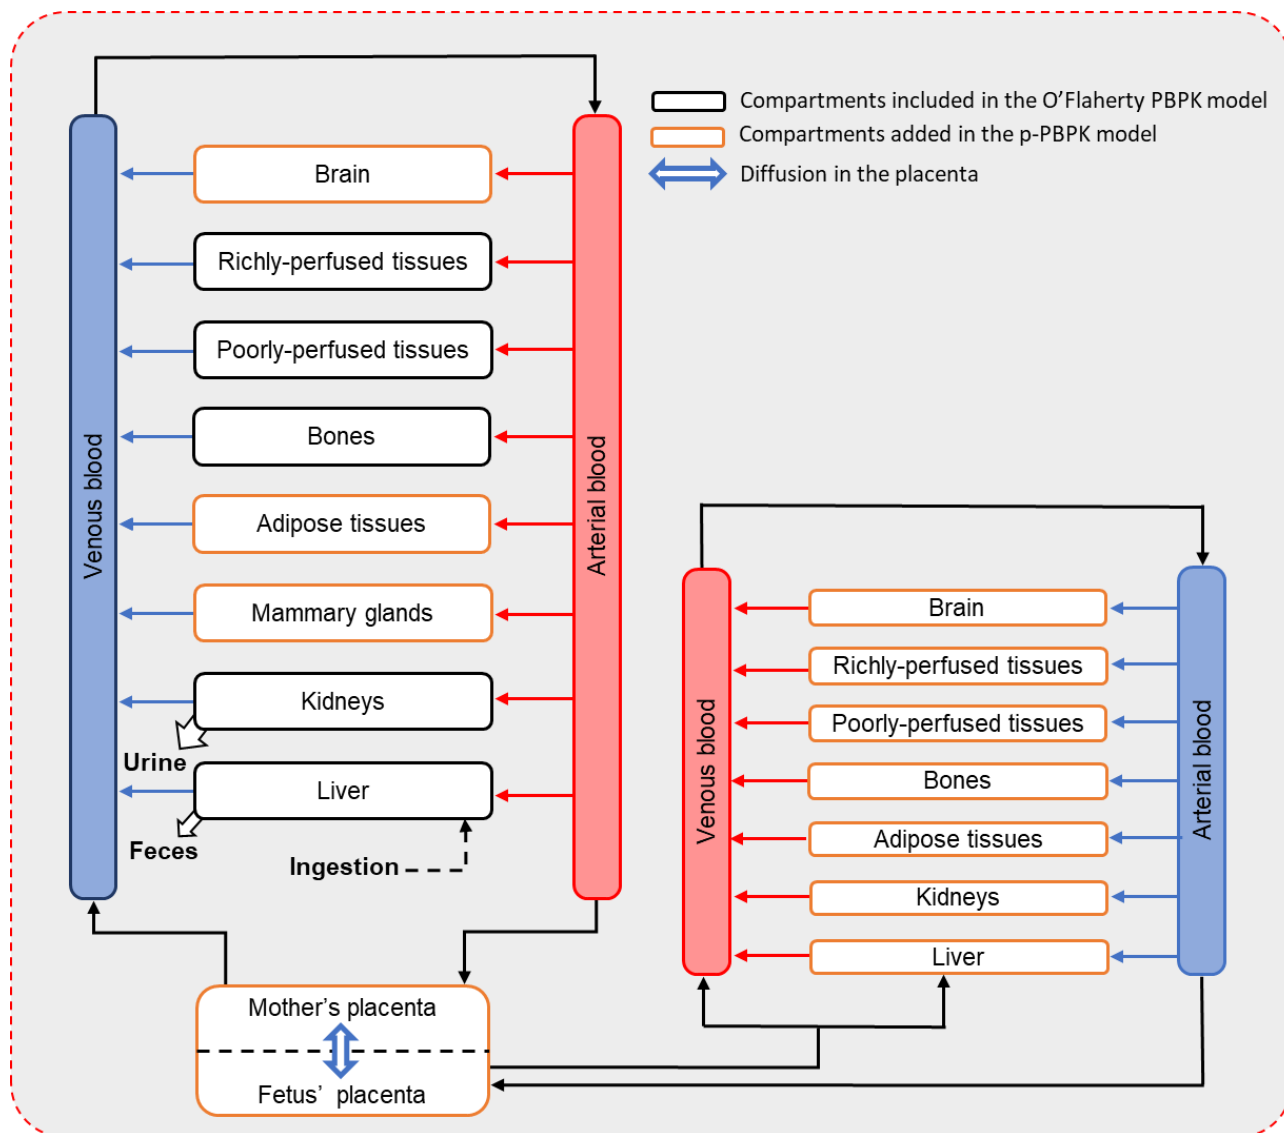 Compartments included in the O'Flaherty PBPK model
Compartments added in the p-PBPK model
Diffusion in the placenta
Venous blood
Arterial blood
Brain
Richly-perfused tissues
Poorly-perfused tissues
Bones
Adipose tissues
Mammary glands
Kidneys
Urine
Liver
Feces
Ingestion
Mother's placenta
Fetus' placenta
Venous blood
Arterial blood
Brain
Richly-perfused tissues
Poorly-perfused tissues
Bones
Adipose tissues
Kidneys
Liver